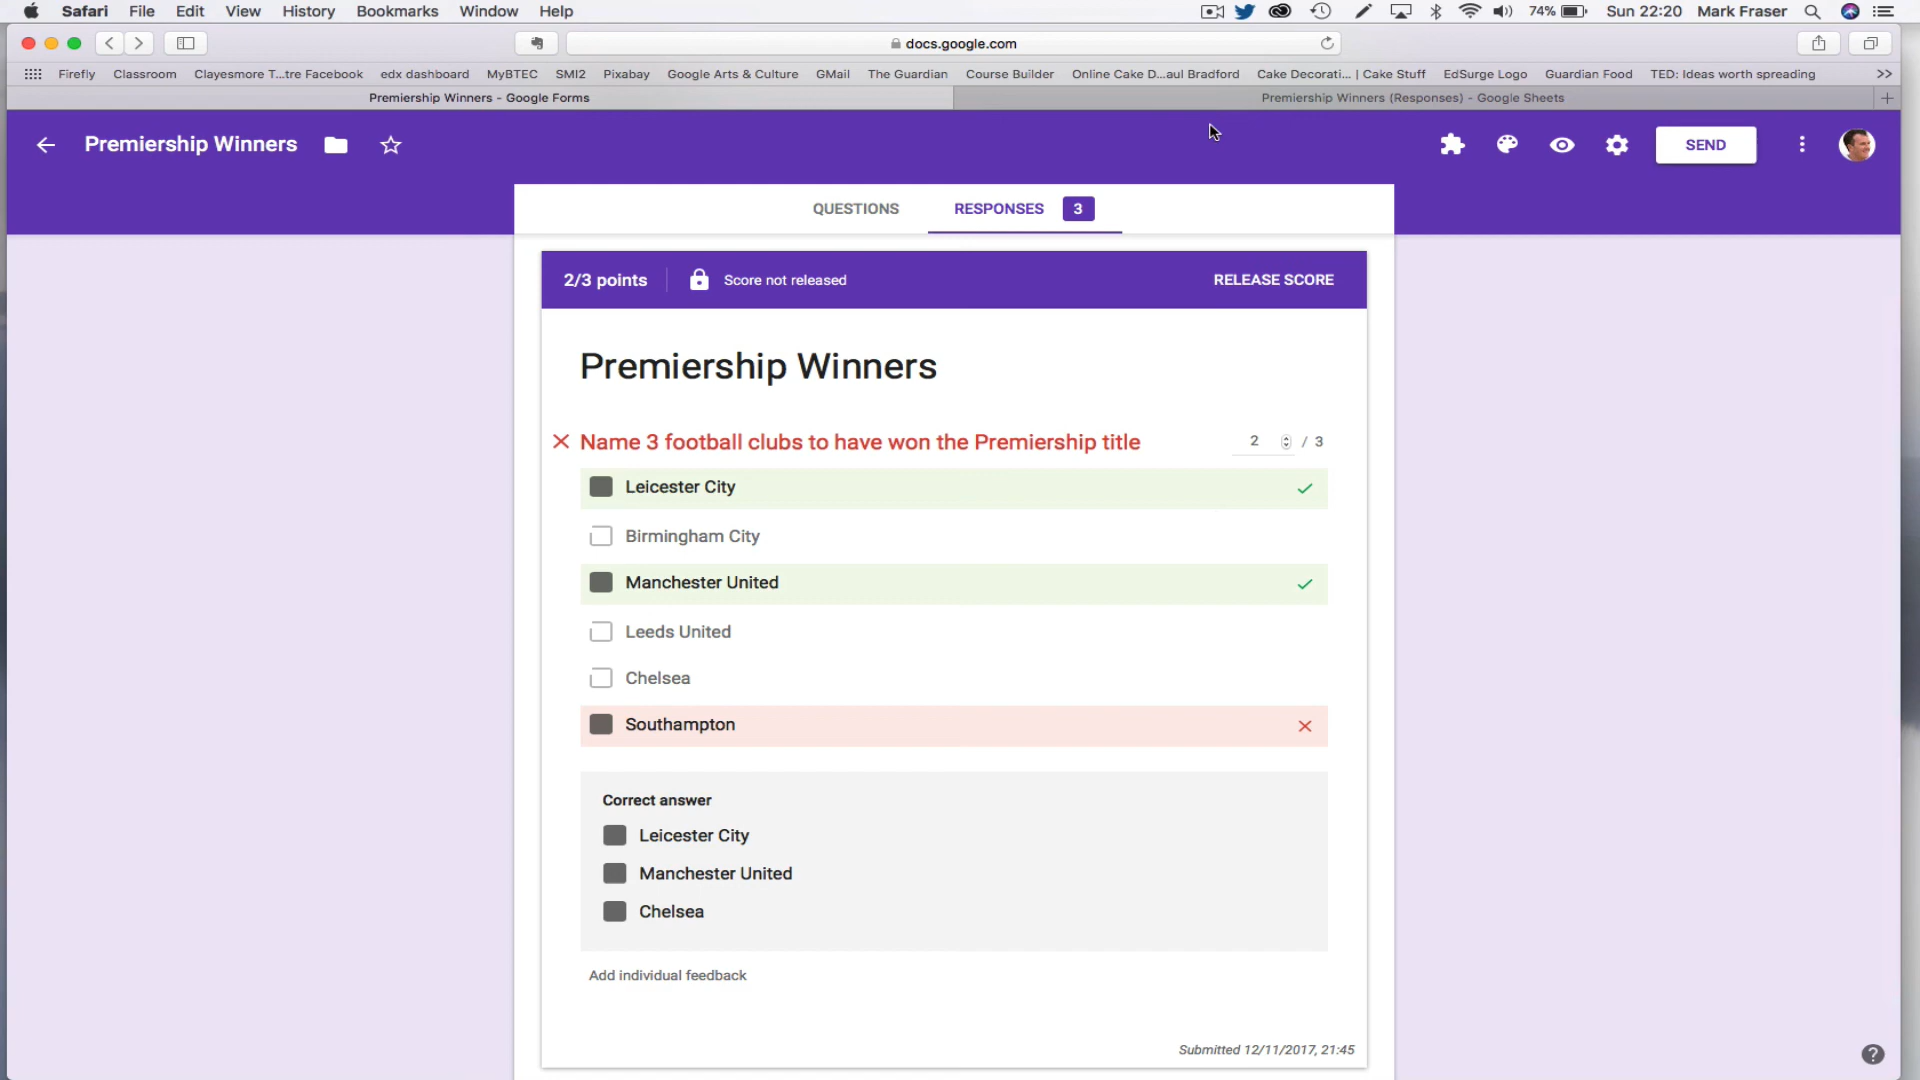 Safari File Edit View History Bookmarks Window Help 74% Sun 22:20 Mark Fraser
docs.google.com
Firefly Classroom Clayesmore T...tre Facebook edx dashboard MyBTEC SMI2 Pixabay Google Arts & Culture GMail The Guardian Course Builder Online Cake D...aul Bradford Cake Decorati... | Cake Stuff EdSurge Logo Guardian Food TED: Ideas worth spreading >>
Premiership Winners - Google Forms Premiership Winners (Responses) - Google Sheets
Premiership Winners SEND
QUESTIONS RESPONSES 3
2/3 points Score not released RELEASE SCORE
Premiership Winners
Name 3 football clubs to have won the Premiership title 2 / 3
Leicester City
Birmingham City
Manchester United
Leeds United
Chelsea
Southampton
Correct answer
Leicester City
Manchester United
Chelsea
Add individual feedback
Submitted 12/11/2017, 21:45